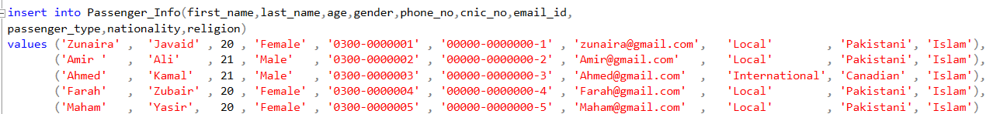 insert into Passenger_Info(first_name,last_name,age,gender,phone_no,cnic_no,email_id,
passenger_type,nationality,religion)
values ('Zunaira' , 'Javaid' , 20 , 'Female' , '0300-0000001' , '00000-0000000-1' , 'zunaira@gmail.com', 'Local' , 'Pakistani', 'Islam'),
('Amir ' , 'Ali' , 21 , 'Male' , '0300-0000002' , '00000-0000000-2' , 'Amir@gmail.com' , 'Local' , 'Pakistani', 'Islam'),
('Ahmed' , 'Kamal' , 21 , 'Male' , '0300-0000003' , '00000-0000000-3' , 'Ahmed@gmail.com' , 'International', 'Canadian' , 'Islam'),
('Farah' , 'Zubair' , 20 , 'Female' , '0300-0000004' , '00000-0000000-4' , 'Farah@gmail.com' , 'Local' , 'Pakistani', 'Islam'),
('Maham' , 'Yasir', 20 , 'Female' , '0300-0000005' , '00000-0000000-5' , 'Maham@gmail.com' , 'Local' , 'Pakistani', 'Islam')